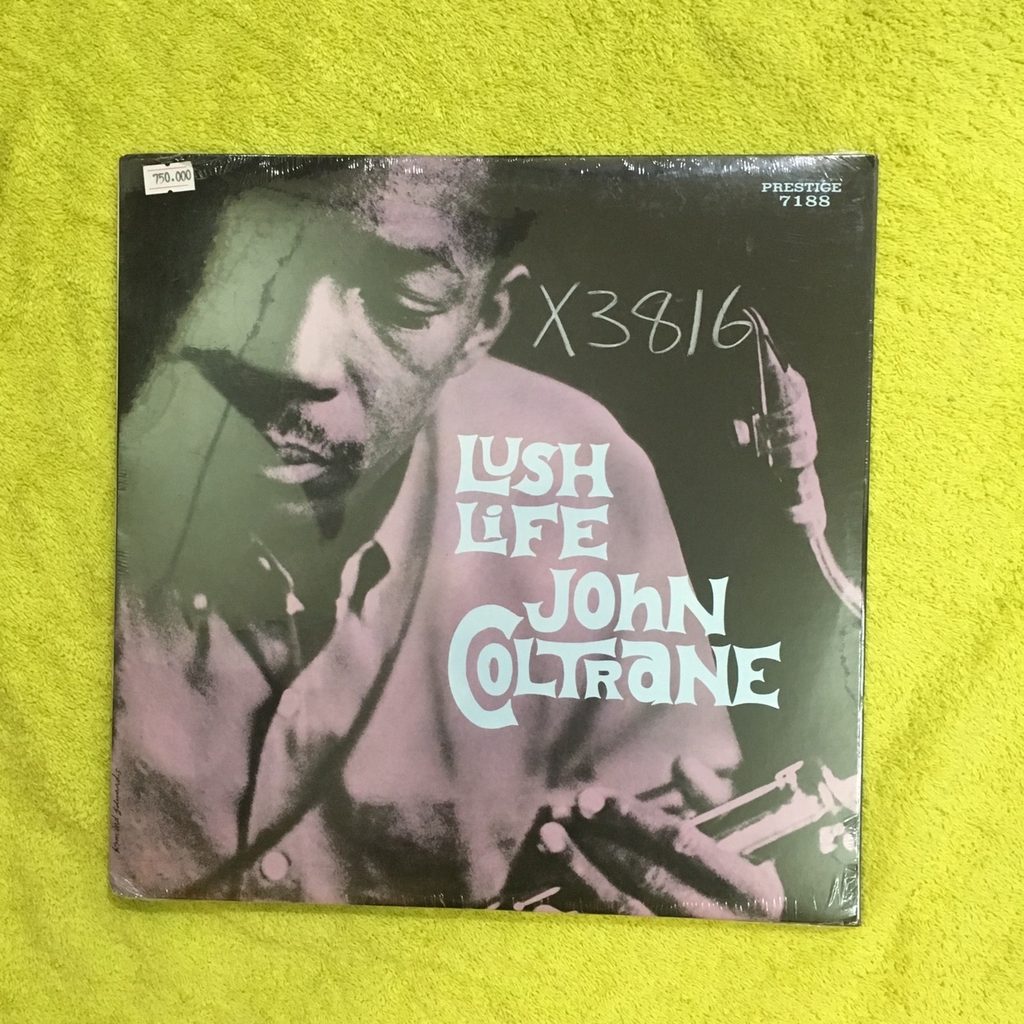 750.000
PRESTIGE
7188
X3816
LUSH
LiFE
JOhN
COLTRaNE